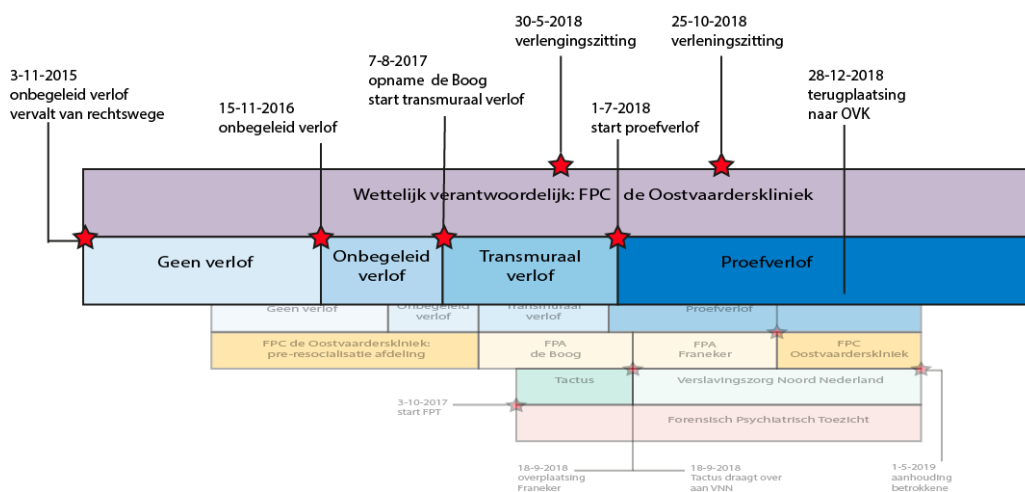 30-5-2018
verlengingszitting
25-10-2018
verleningszitting
7-8-2017
opname de Boog
start transmuraal verlof
3-11-2015
onbegeleid verlof
vervalt van rechtswege
28-12-2018
terugplaatsing
naar OVK
15-11-2016
onbegeleid verlof
1-7-2018
start proefverlof
Wettelijk verantwoordelijk: FPC de Oostvaarderskliniek
Geen verlof
Onbegeleid
verlof
Transmuraal
verlof
Proefverlof
Geen verlof
Onbegeleid
verlof
Transmuraal
verlof
Proefverlof
FPC de Oostvaarderskliniek:
pre-resocialisatie afdeling
FPA
de Boog
FPA
Franeker
FPC
Oostvaarderskliniek
Tactus
Verslavingszorg Noord Nederland
3-10-2017
start FPT
Forensisch Psychiatrisch Toezicht
18-9-2018
overplaatsing
Franeker
18-9-2018
Tactus draagt over
aan VNN
1-5-2019
aanhouding
betrokkene